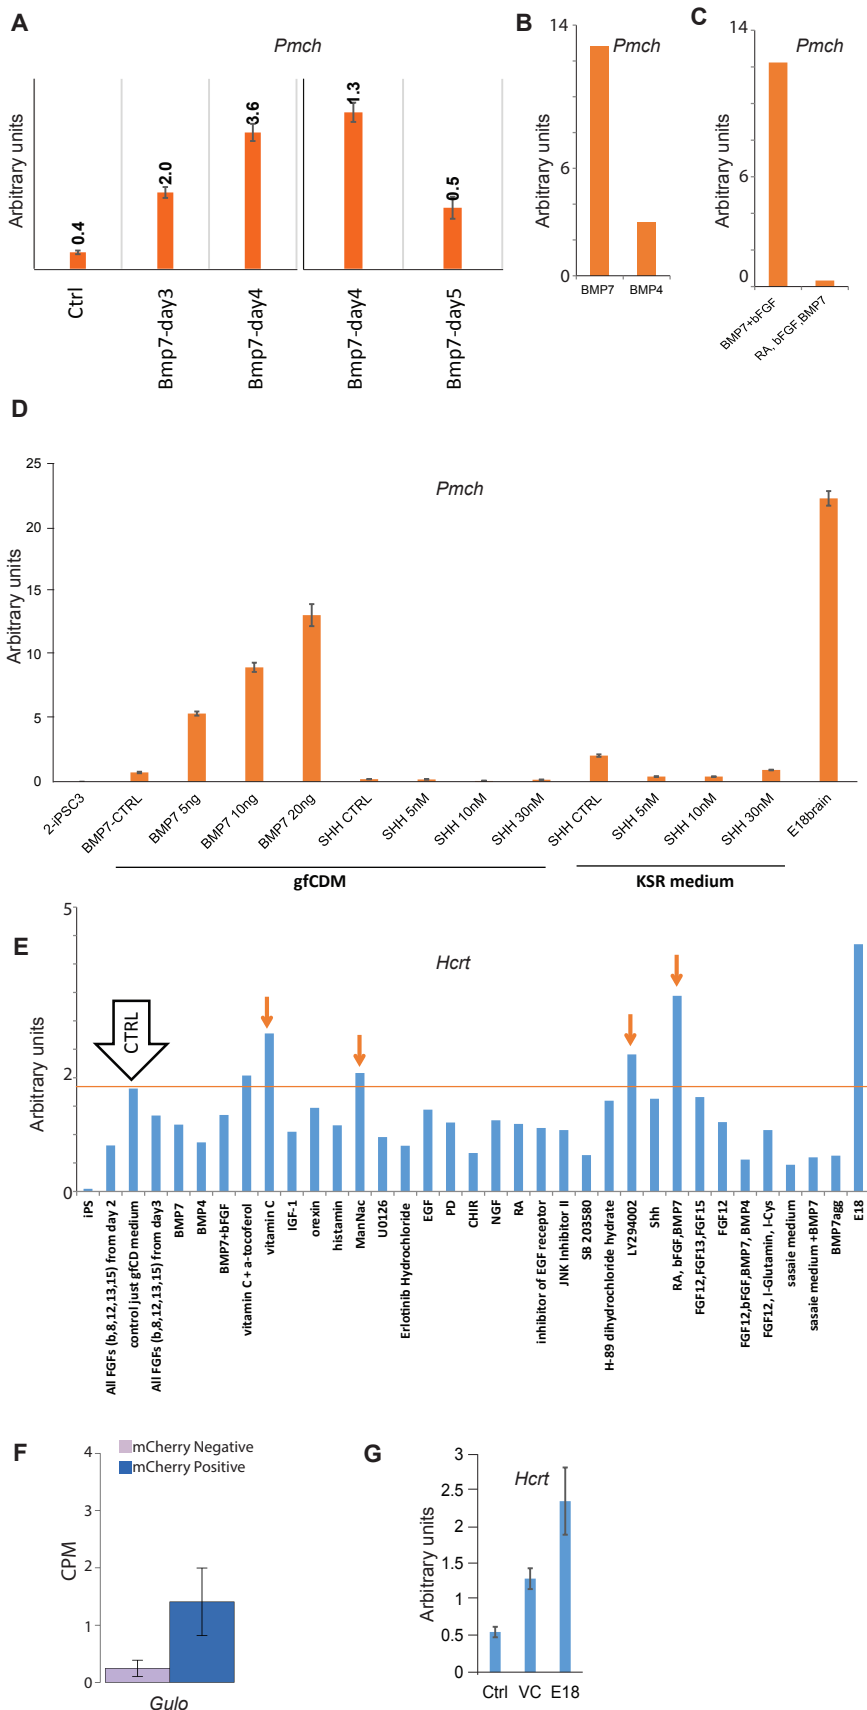 A
Pmch
Arbitrary units
0.4
2.0
3.6
1.3
0.5
Ctrl
Bmp7-day3
Bmp7-day4
Bmp7-day4
Bmp7-day5
B
Pmch
Arbitrary units
14
6
0
BMP7
BMP4
C
Pmch
Arbitrary units
14
6
0
BMP7+bFGF
RA, bFGF,BMP7
D
Pmch
Arbitrary units
25
20
15
10
5
0
2-iPSC3
BMP7-CTRL
BMP7 5ng
BMP7 10ng
BMP7 20ng
SHH CTRL
SHH 5nM
SHH 10nM
SHH 30nM
SHH CTRL
SHH 5nM
SHH 10nM
SHH 30nM
E18brain
gfCDM
KSR medium
E
Hcrt
Arbitrary units
5
2
0
CTRL
iPS
All FGFs (b,8,12,13,15) from day 2
control just gfCD medium
All FGFs (b,8,12,13,15) from day3
BMP7
BMP4
BMP7+bFGF
vitamin C + a-tocoferol
vitamin C
IGF-1
orexin
histamin
ManNac
U0126
Erlotinib Hydrochloride
EGF
PD
CHIR
NGF
RA
inhibitor of EGF receptor
JNK Inhibitor II
SB 203580
H-89 dihydrochloride hydrate
LY294002
Shh
RA, bFGF,BMP7
FGF12,FGF13,FGF15
FGF12
FGF12,bFGF,BMP7, BMP4
FGF12, l-Glutamin, l-Cys
sasaie medium
sasaie medium +BMP7
BMP7agg
E18
F
mCherry Negative
mCherry Positive
CPM
4
3
2
1
0
Gulo
G
Hcrt
Arbitrary units
3
2.5
2
1.5
1
0.5
0
Ctrl
VC
E18